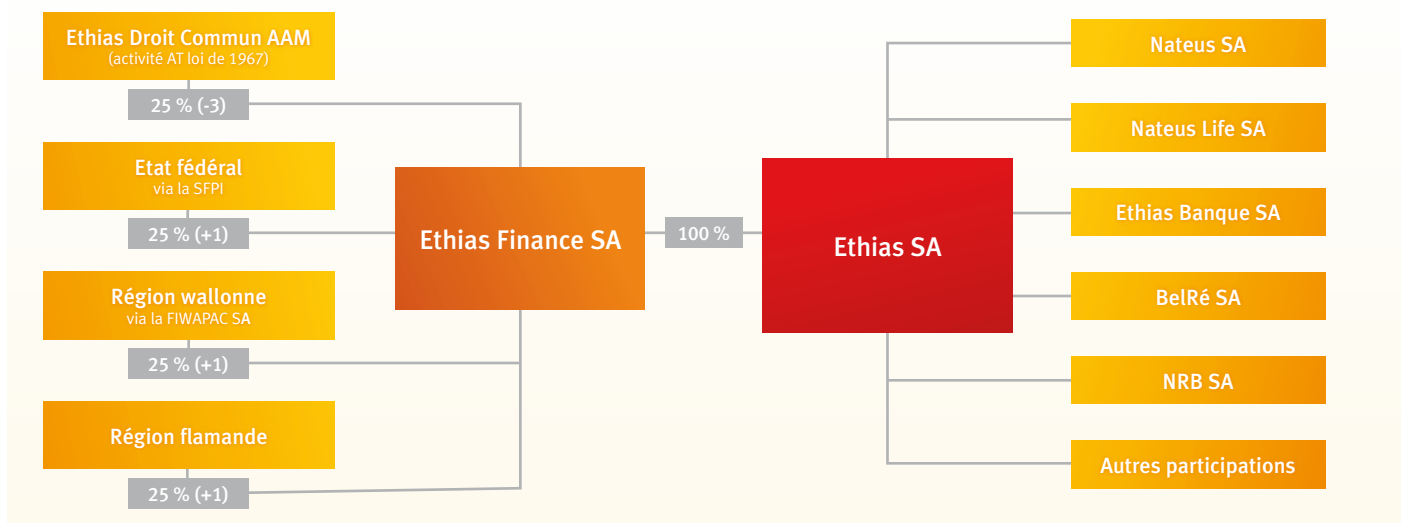 Ethias Droit Commun AAM
(activité AT loi de 1967)
25 % (-3)
Etat fédéral
via la SFPI
25 % (+1)
Région wallonne
via la FIWAPAC SA
25 % (+1)
Région flamande
25 % (+1)
Ethias Finance SA
100 %
Ethias SA
Nateus SA
Nateus Life SA
Ethias Banque SA
BelRé SA
NRB SA
Autres participations